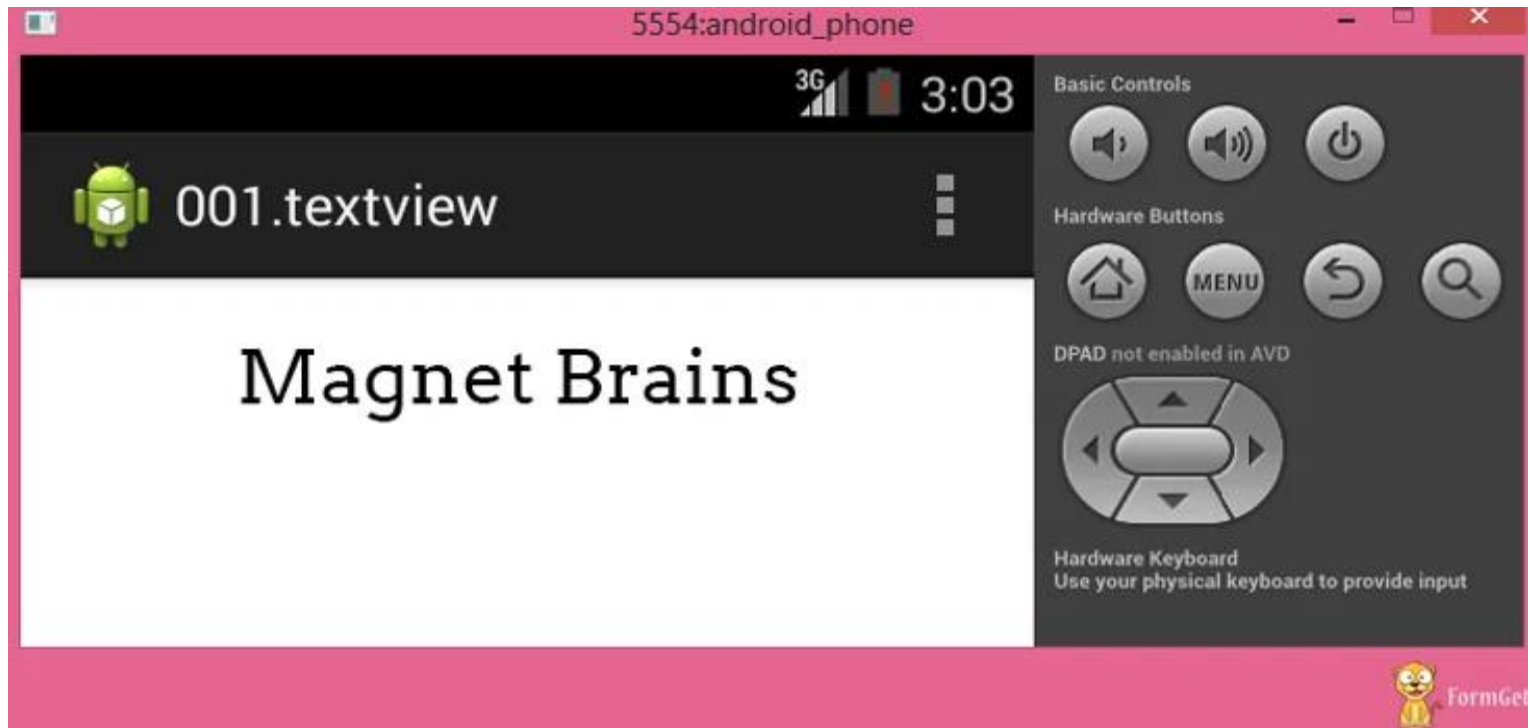 5554:android_phone
3G 3:03
001.textview
Magnet Brains
Basic Controls
Hardware Buttons
MENU
DPAD not enabled in AVD
Hardware Keyboard
Use your physical keyboard to provide input
FormGet